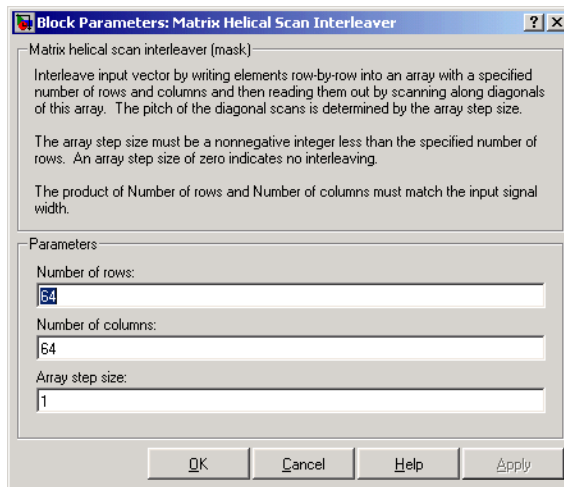 Block Parameters: Matrix Helical Scan Interleaver
Matrix helical scan interleaver (mask)
Interleave input vector by writing elements row-by-row into an array with a specified
number of rows and columns and then reading them out by scanning along diagonals
of this array.  The pitch of the diagonal scans is determined by the array step size.
The array step size must be a nonnegative integer less than the specified number of
rows.  An array step size of zero indicates no interleaving.
The product of Number of rows and Number of columns must match the input signal
width.
Parameters
Number of rows:
64
Number of columns:
64
Array step size:
1
OK Cancel Help Apply